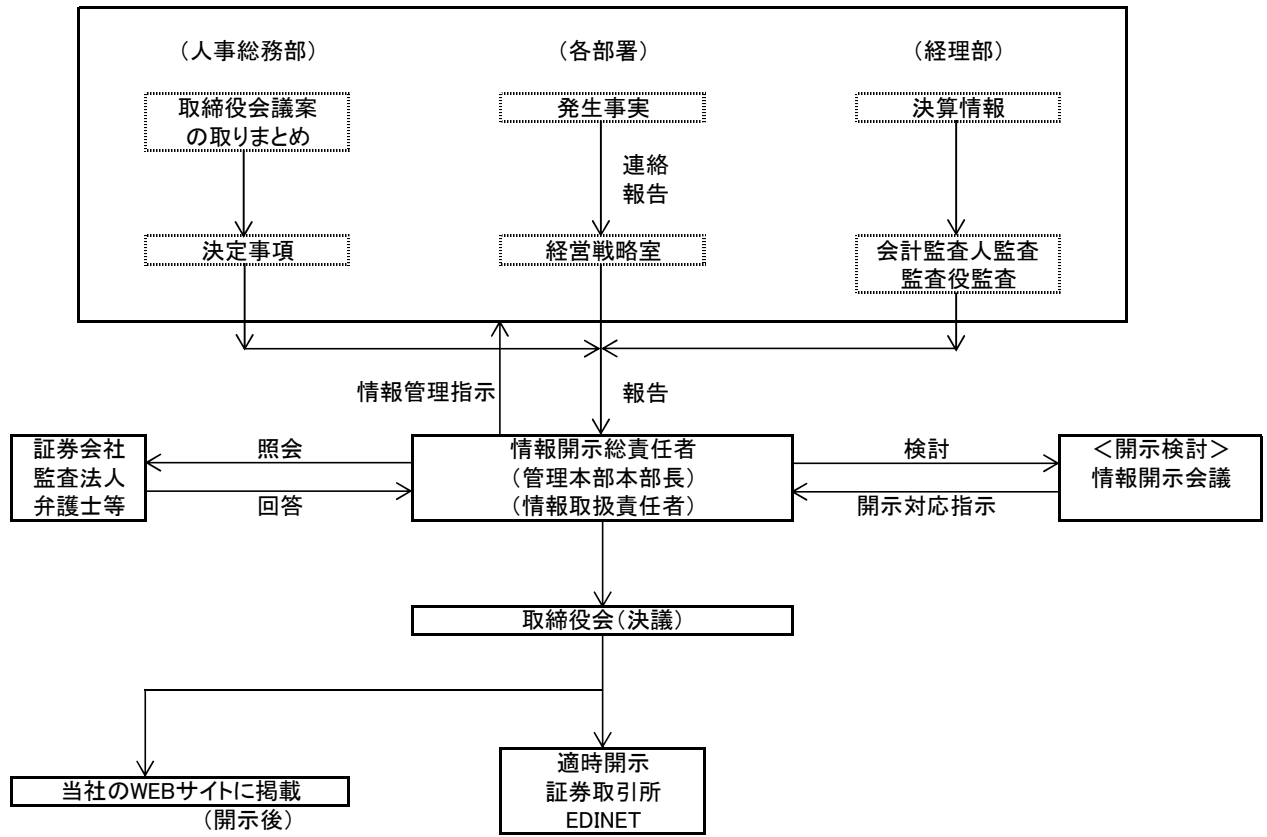 （人事総務部）
（各部署）
（経理部）
取締役会議案
の取りまとめ
発生事実
決算情報
連絡
報告
決定事項
経営戦略室
会計監査人監査
監査役監査
情報管理指示
報告
証券会社
監査法人
弁護士等
照会
回答
情報開示総責任者
（管理本部本部長）
（情報取扱責任者）
検討
開示対応指示
＜開示検討＞
情報開示会議
取締役会（決議）
当社のWEBサイトに掲載
（開示後）
適時開示
証券取引所
EDINET